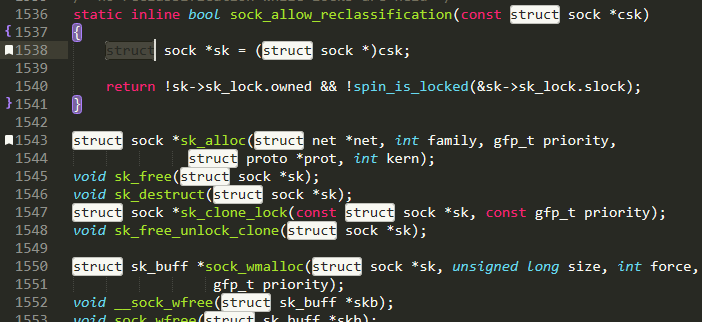 1536 static inline bool sock_allow_reclassification(const struct sock *csk)
{ 1537 {
1538 struct sock *sk = (struct sock *)csk;
1539
1540 return !sk->sk_lock.owned && !spin_is_locked(&sk->sk_lock.slock);
} 1541 }
1542
1543 struct sock *sk_alloc(struct net *net, int family, gfp_t priority,
1544 struct proto *prot, int kern);
1545 void sk_free(struct sock *sk);
1546 void sk_destruct(struct sock *sk);
1547 struct sock *sk_clone_lock(const struct sock *sk, const gfp_t priority);
1548 void sk_free_unlock_clone(struct sock *sk);
1549
1550 struct sk_buff *sock_wmalloc(struct sock *sk, unsigned long size, int force,
1551 gfp_t priority);
1552 void __sock_wfree(struct sk_buff *skb);
1553 void sock_wfree(struct sk_buff *skb);